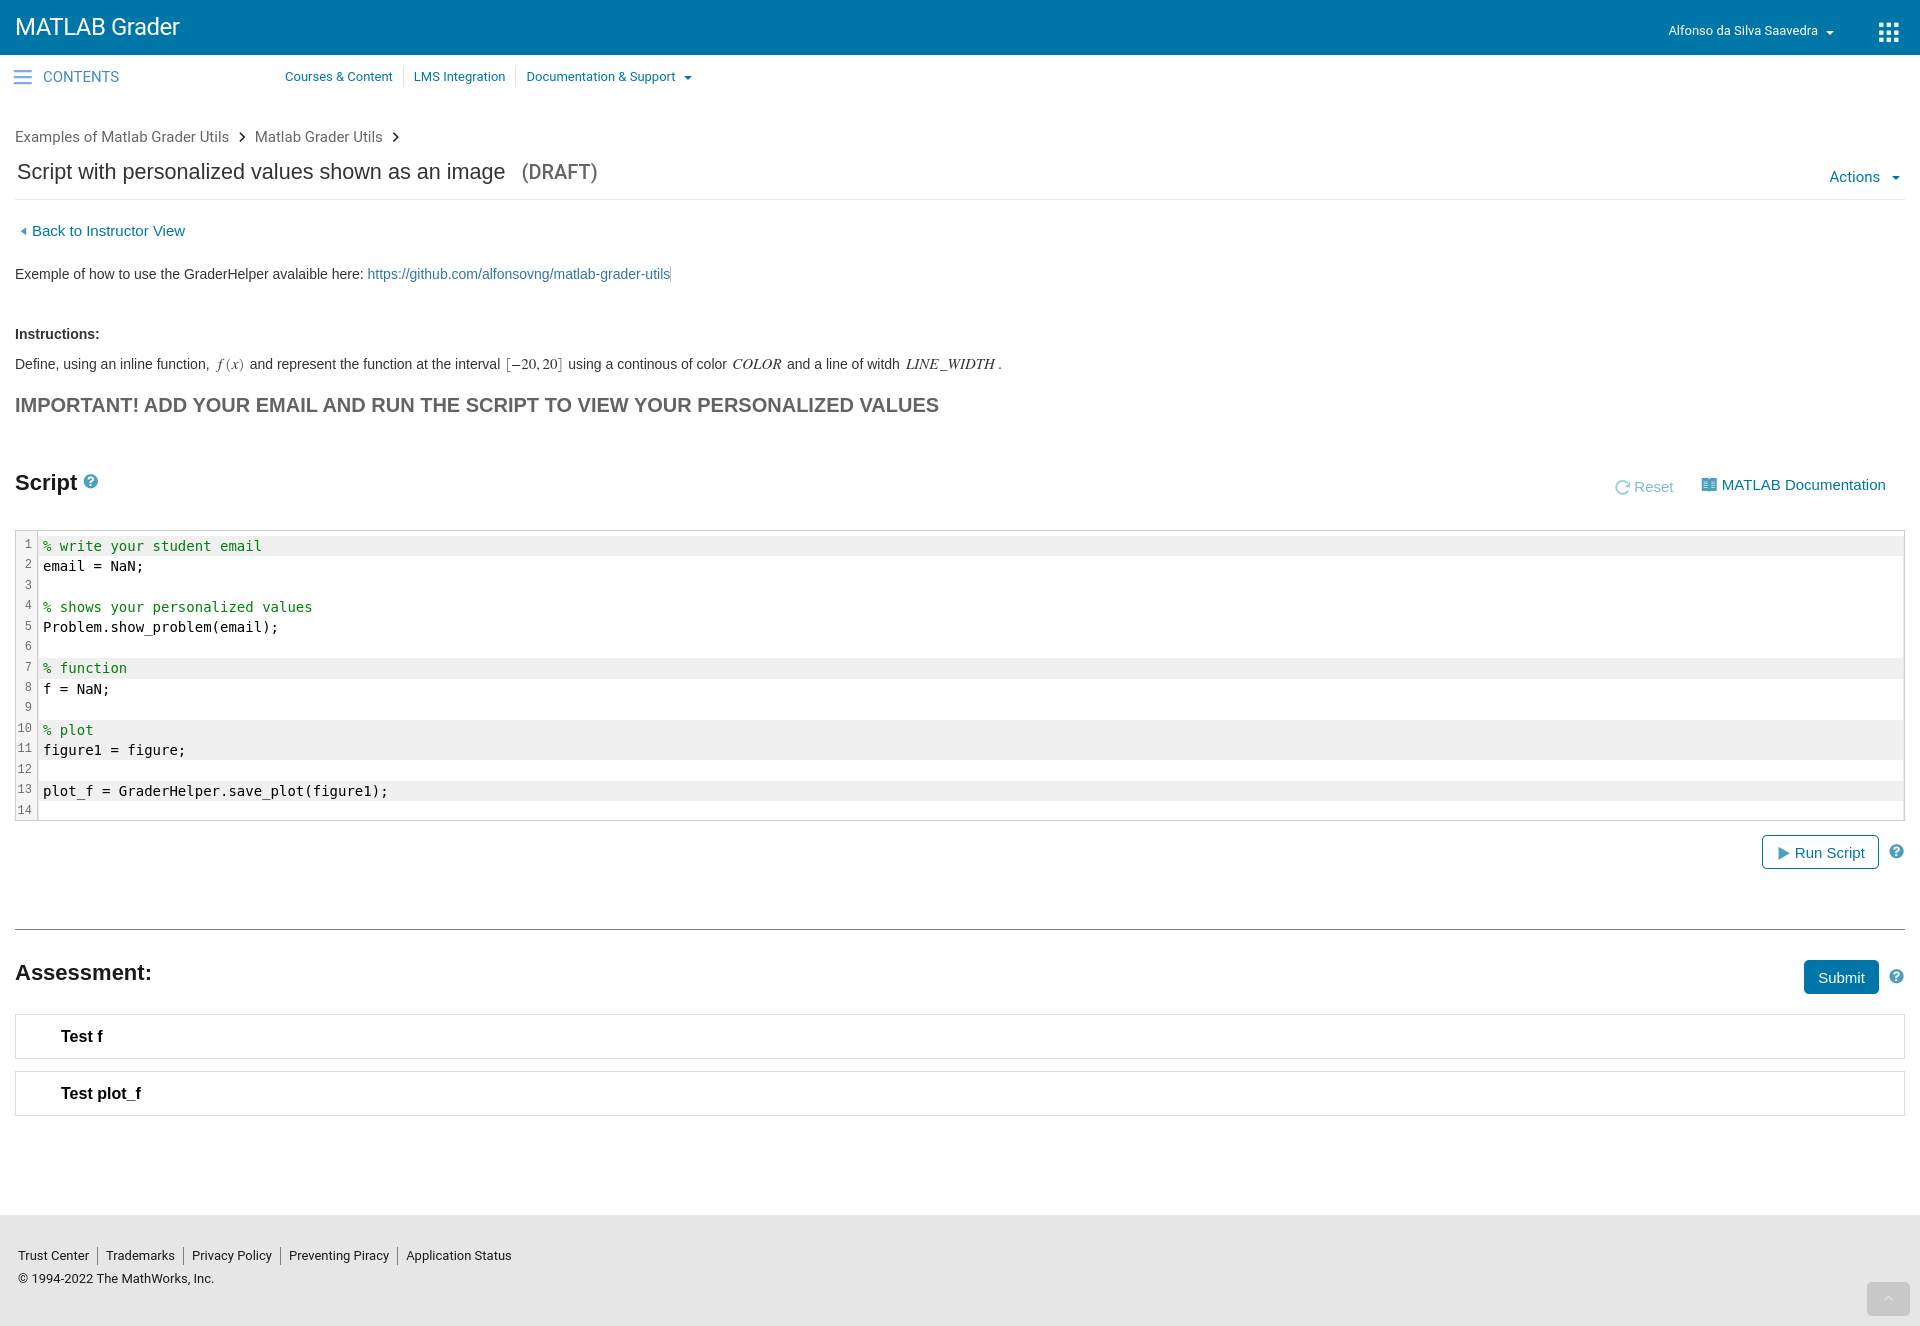 MATLAB Grader
Alfonso da Silva Saavedra
CONTENTS
Courses & Content
LMS Integration
Documentation & Support
Examples of Matlab Grader Utils
Matlab Grader Utils
Script with personalized values shown as an image (DRAFT)
Actions
Back to Instructor View
Exemple of how to use the GraderHelper avalaible here: https://github.com/alfonsovng/matlab-grader-utils
Instructions:
Define, using an inline function, f(x) and represent the function at the interval [−20, 20] using a continous of color COLOR and a line of witdh LINE_WIDTH .
IMPORTANT! ADD YOUR EMAIL AND RUN THE SCRIPT TO VIEW YOUR PERSONALIZED VALUES
Script ?
Reset
MATLAB Documentation
1 % write your student email
2 email = NaN;
3
4 % shows your personalized values
5 Problem.show_problem(email);
6
7 % function
8 f = NaN;
9
10 % plot
11 figure1 = figure;
12
13 plot_f = GraderHelper.save_plot(figure1);
14
Run Script ?
Assessment:
Submit ?
Test f
Test plot_f
Trust Center
Trademarks
Privacy Policy
Preventing Piracy
Application Status
© 1994-2022 The MathWorks, Inc.